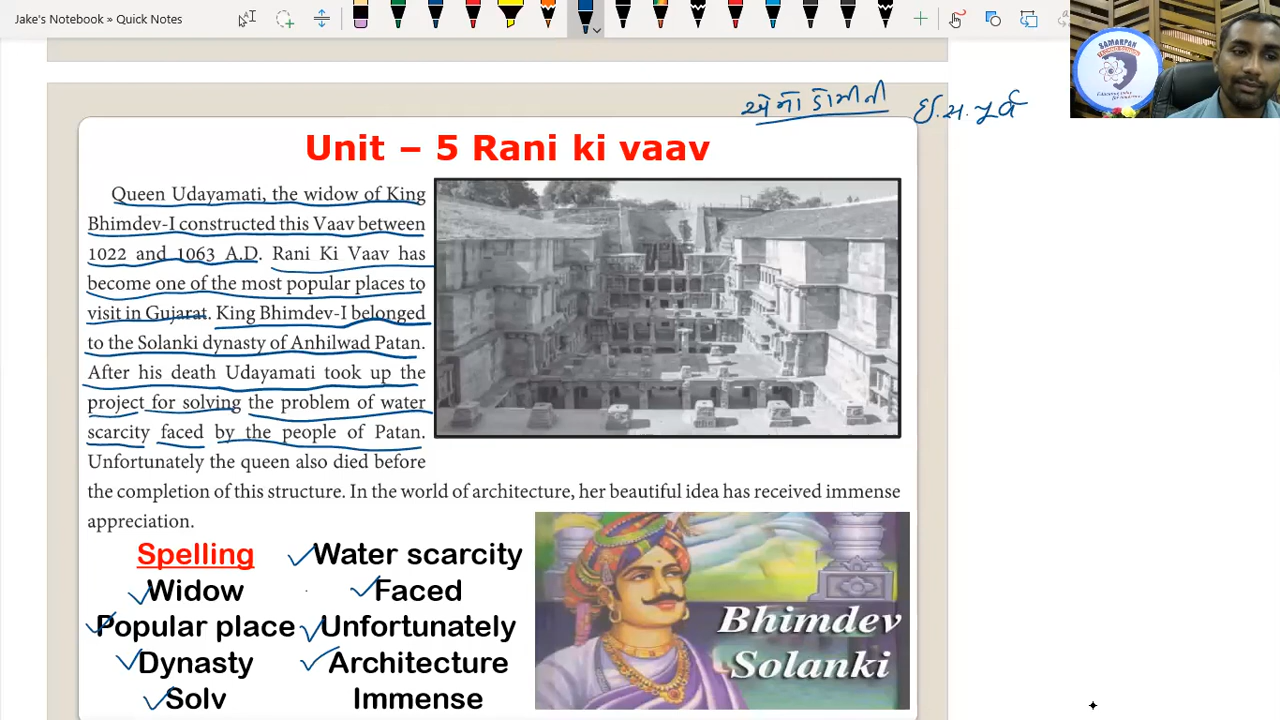 Jake's Notebook » Quick Notes
SAMARPAN
એનો ડોમીની ઈ.સ. પૂર્વે
Unit – 5 Rani ki vaav
Queen Udayamati, the widow of King
Bhimdev-I constructed this Vaav between
1022 and 1063 A.D. Rani Ki Vaav has
become one of the most popular places to
visit in Gujarat. King Bhimdev-I belonged
to the Solanki dynasty of Anhilwad Patan.
After his death Udayamati took up the
project for solving the problem of water
scarcity faced by the people of Patan.
Unfortunately the queen also died before
the completion of this structure. In the world of architecture, her beautiful idea has received immense
appreciation.
Spelling
Water scarcity
Widow
Faced
Popular place
Unfortunately
Dynasty
Architecture
Solv
Immense
Bhimdev
Solanki